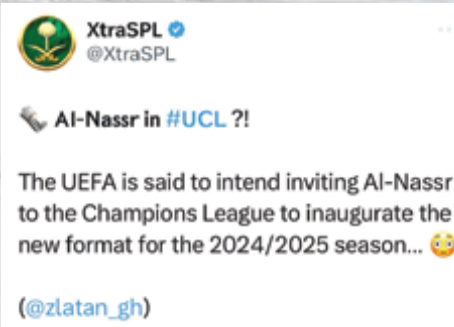 XtraSPL
@XtraSPL
Al-Nassr in #UCL ?!
The UEFA is said to intend inviting Al-Nassr
to the Champions League to inaugurate the
new format for the 2024/2025 season... 😳
(@zlatan_gh)